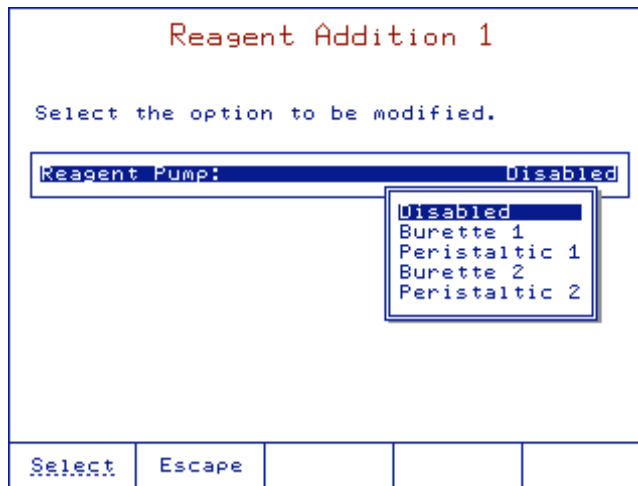 Reagent Addition 1
Select the option to be modified.
Reagent Pump: Disabled
Disabled
Burette 1
Peristaltic 1
Burette 2
Peristaltic 2
Select Escape